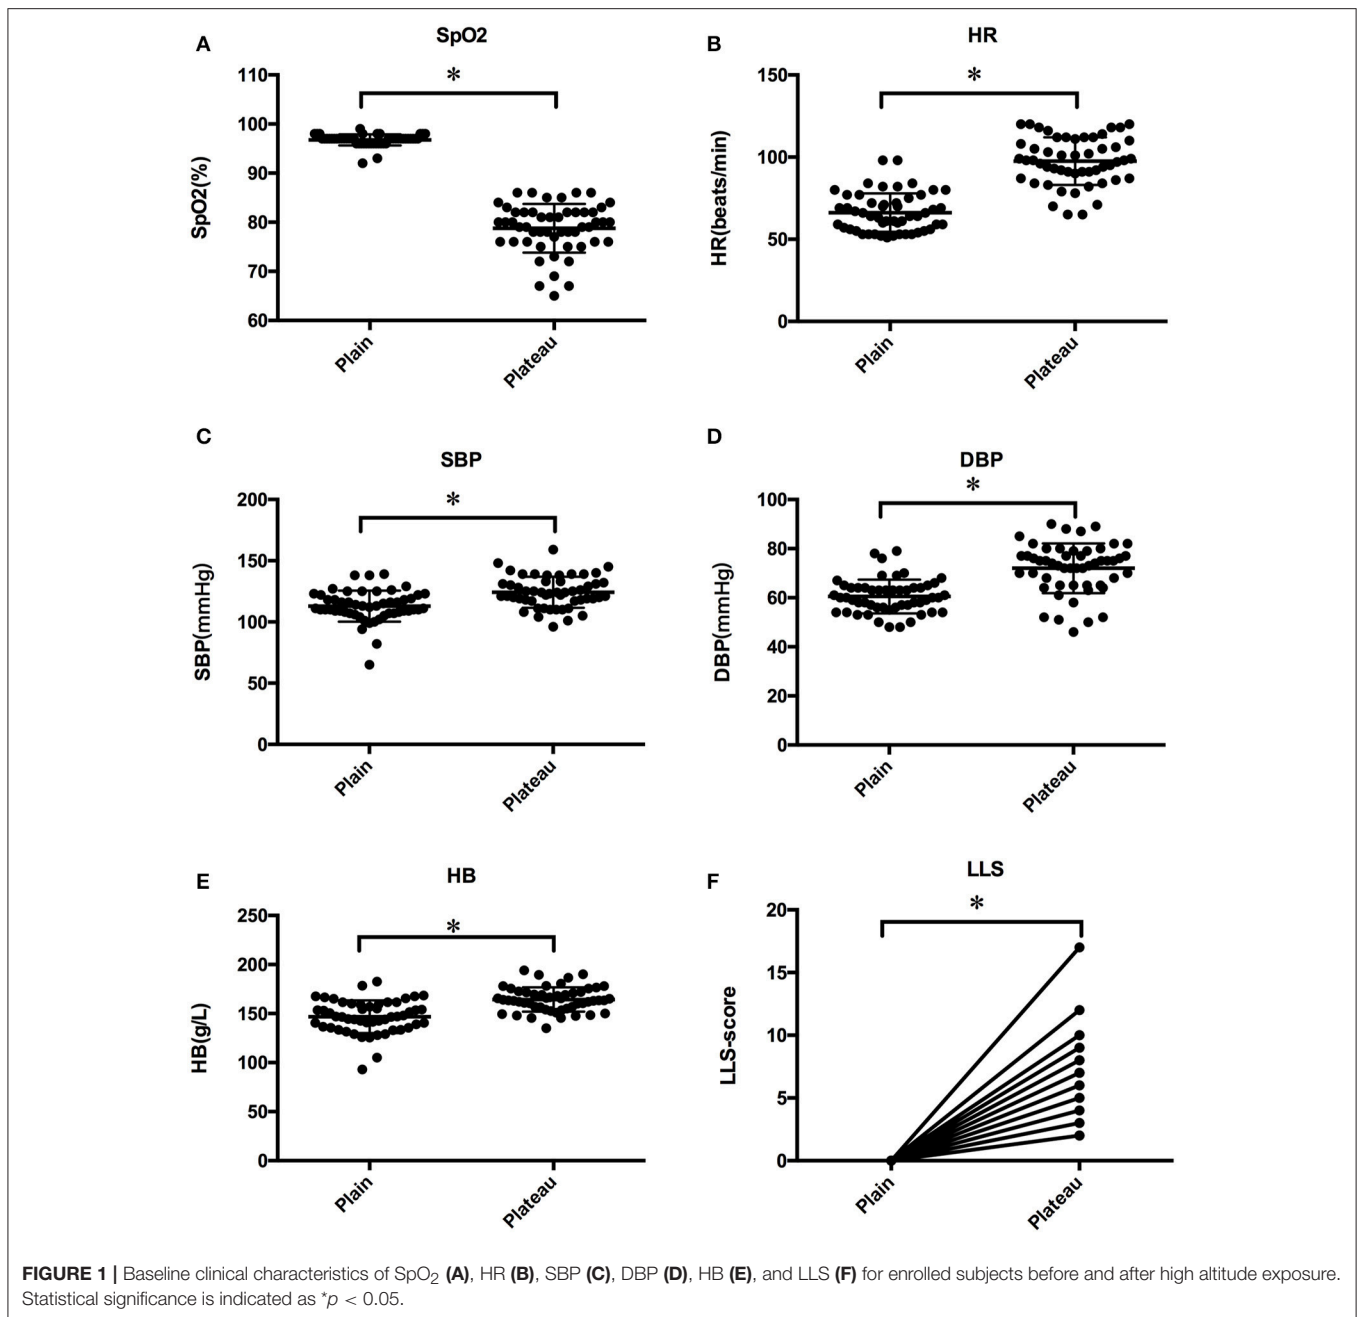 A
SpO2
*
SpO2(%)
110
100
90
80
70
60
Plain
Plateau
B
HR
*
HR(beats/min)
150
100
50
0
Plain
Plateau
C
SBP
*
SBP(mmHg)
200
150
100
50
0
Plain
Plateau
D
DBP
*
DBP(mmHg)
100
80
60
40
20
0
Plain
Plateau
E
HB
*
HB(g/L)
250
200
150
100
50
0
Plain
Plateau
F
LLS
*
LLS-score
20
15
10
5
0
Plain
Plateau
FIGURE 1 | Baseline clinical characteristics of SpO2 (A), HR (B), SBP (C), DBP (D), HB (E), and LLS (F) for enrolled subjects before and after high altitude exposure.
Statistical significance is indicated as *p < 0.05.